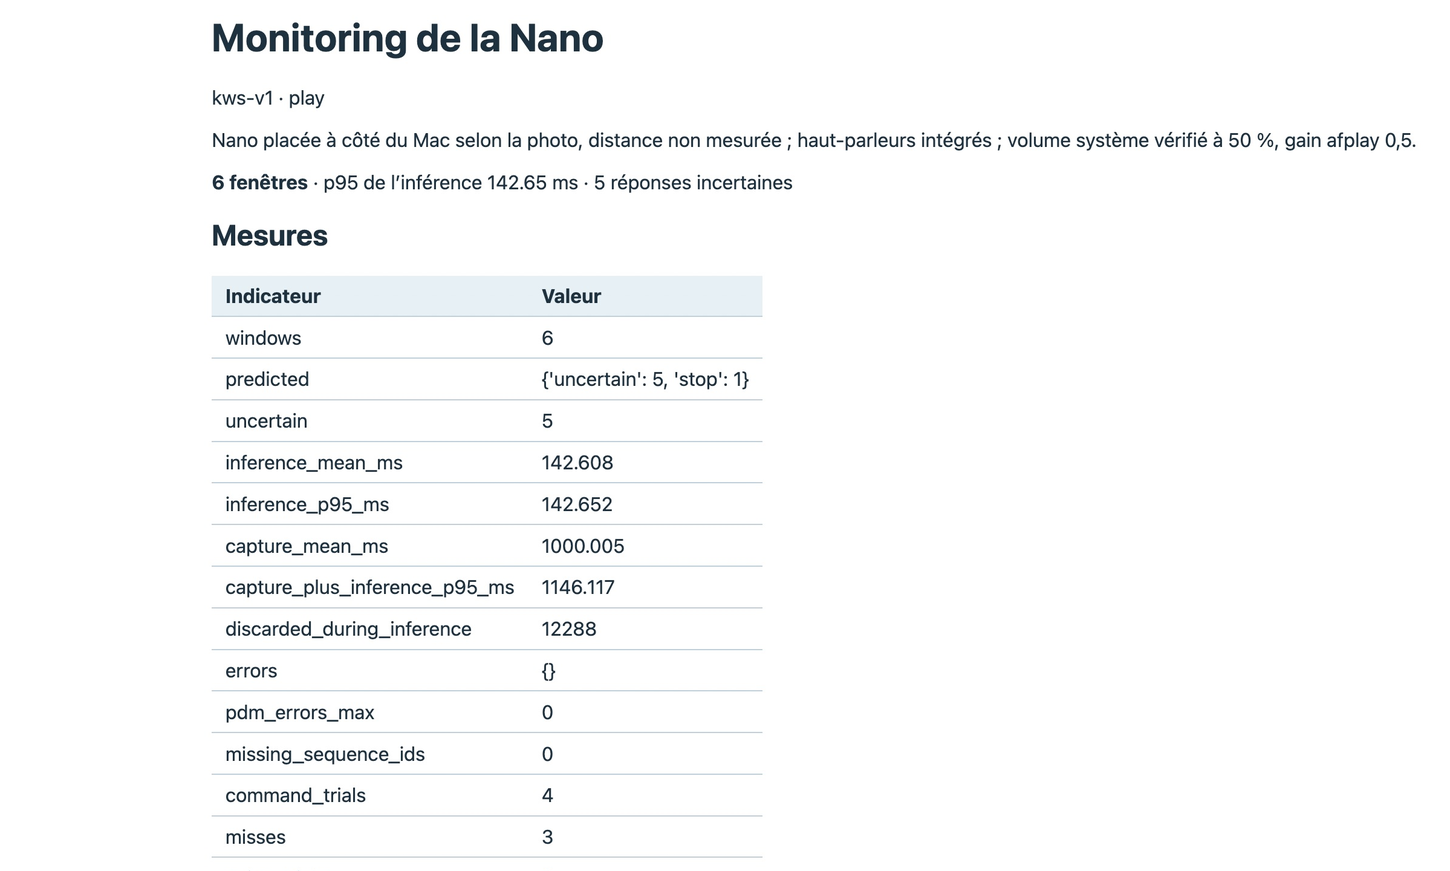 Monitoring de la Nano
kws-v1 · play
Nano placée à côté du Mac selon la photo, distance non mesurée ; haut-parleurs intégrés ; volume système vérifié à 50 %, gain afplay 0,5.
6 fenêtres · p95 de l’inférence 142.65 ms · 5 réponses incertaines
Mesures
Indicateur Valeur
windows 6
predicted {'uncertain': 5, 'stop': 1}
uncertain 5
inference_mean_ms 142.608
inference_p95_ms 142.652
capture_mean_ms 1000.005
capture_plus_inference_p95_ms 1146.117
discarded_during_inference 12288
errors {}
pdm_errors_max 0
missing_sequence_ids 0
command_trials 4
misses 3